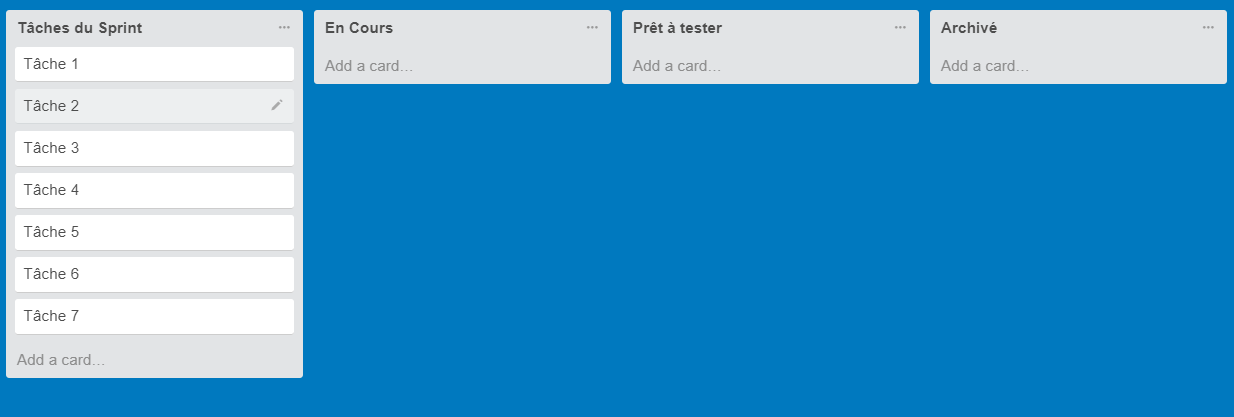 Tâches du Sprint
Tâche 1
Tâche 2
Tâche 3
Tâche 4
Tâche 5
Tâche 6
Tâche 7
Add a card...
En Cours
Add a card...
Prêt à tester
Add a card...
Archivé
Add a card...